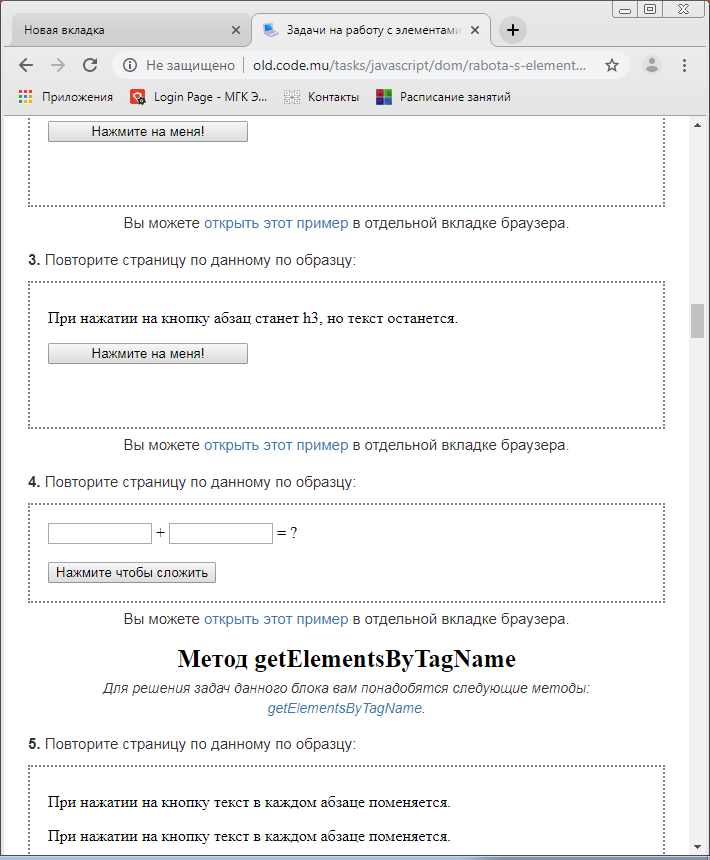 Новая вкладка
Задачи на работу с элементами
Не защищено
old.code.mu/tasks/javascript/dom/rabota-s-element...
Приложения
Login Page - МГК Э...
Контакты
Расписание занятий
Нажмите на меня!
Вы можете открыть этот пример в отдельной вкладке браузера.
3. Повторите страницу по данному по образцу:
При нажатии на кнопку абзац станет h3, но текст останется.
Нажмите на меня!
Вы можете открыть этот пример в отдельной вкладке браузера.
4. Повторите страницу по данному по образцу:
+ = ?
Нажмите чтобы сложить
Вы можете открыть этот пример в отдельной вкладке браузера.
Метод getElementsByTagName
Для решения задач данного блока вам понадобятся следующие методы:
getElementsByTagName.
5. Повторите страницу по данному по образцу:
При нажатии на кнопку текст в каждом абзаце поменяется.
При нажатии на кнопку текст в каждом абзаце поменяется.